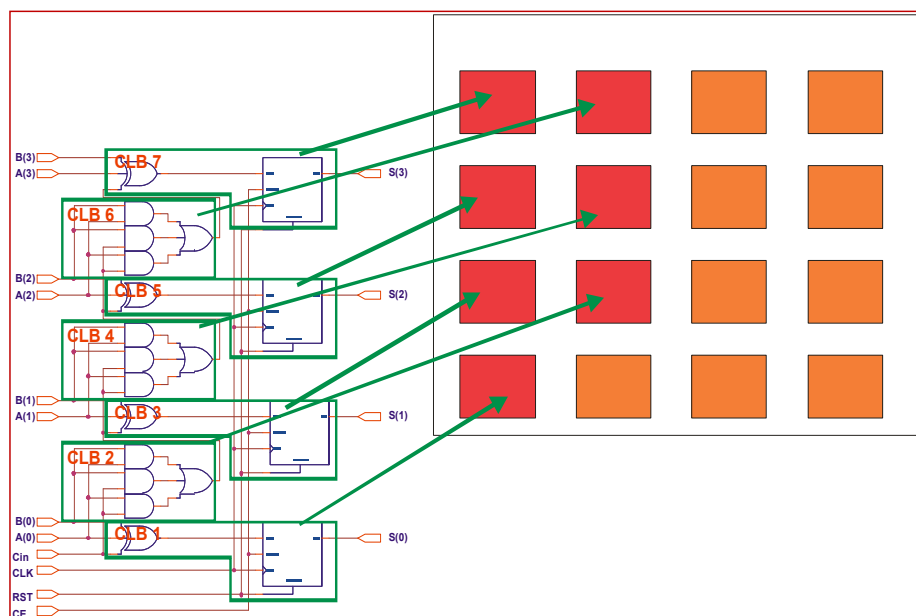 B(3)
CLB 7
A(3)
S(3)
CLB 6
B(2)
CLB 5
A(2)
S(2)
CLB 4
B(1)
CLB 3
A(1)
S(1)
CLB 2
B(0)
CLB 1
A(0)
S(0)
Cin
CLK
RST
CE